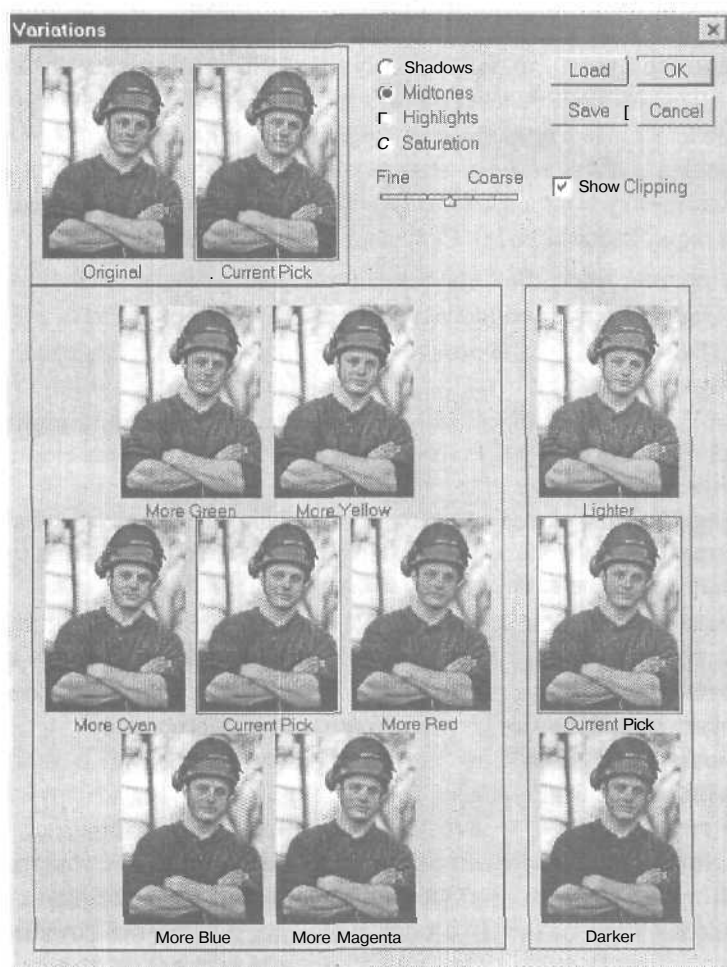 Variations
Shadows
Midtones
Highlights
Saturation
Fine Coarse
Load OK
Save Cancel
Show Clipping
Original
Current Pick
More Green
More Yellow
Lighter
More Cyan
Current Pick
More Red
Current Pick
More Blue
More Magenta
Darker